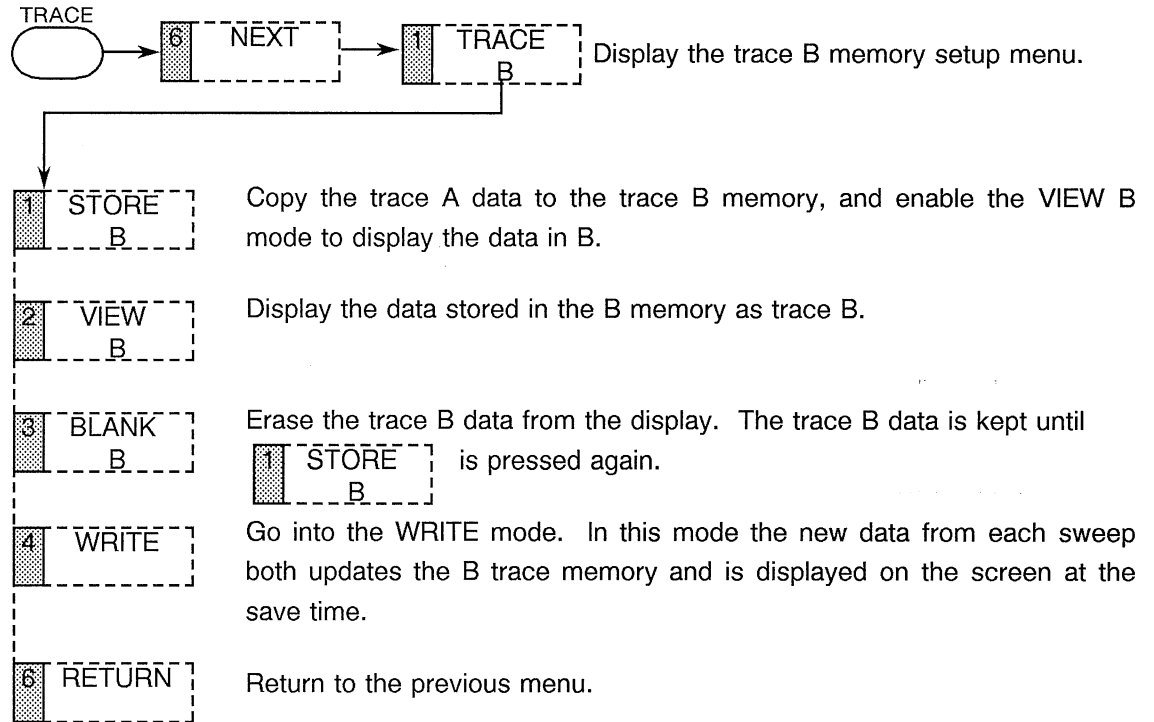 TRACE
6 NEXT
1 TRACE
B
Display the trace B memory setup menu.
1 STORE
B
Copy the trace A data to the trace B memory, and enable the VIEW B
mode to display the data in B.
2 VIEW
B
Display the data stored in the B memory as trace B.
3 BLANK
B
Erase the trace B data from the display. The trace B data is kept until
1 STORE
B
is pressed again.
4 WRITE
Go into the WRITE mode. In this mode the new data from each sweep
both updates the B trace memory and is displayed on the screen at the
save time.
6 RETURN
Return to the previous menu.